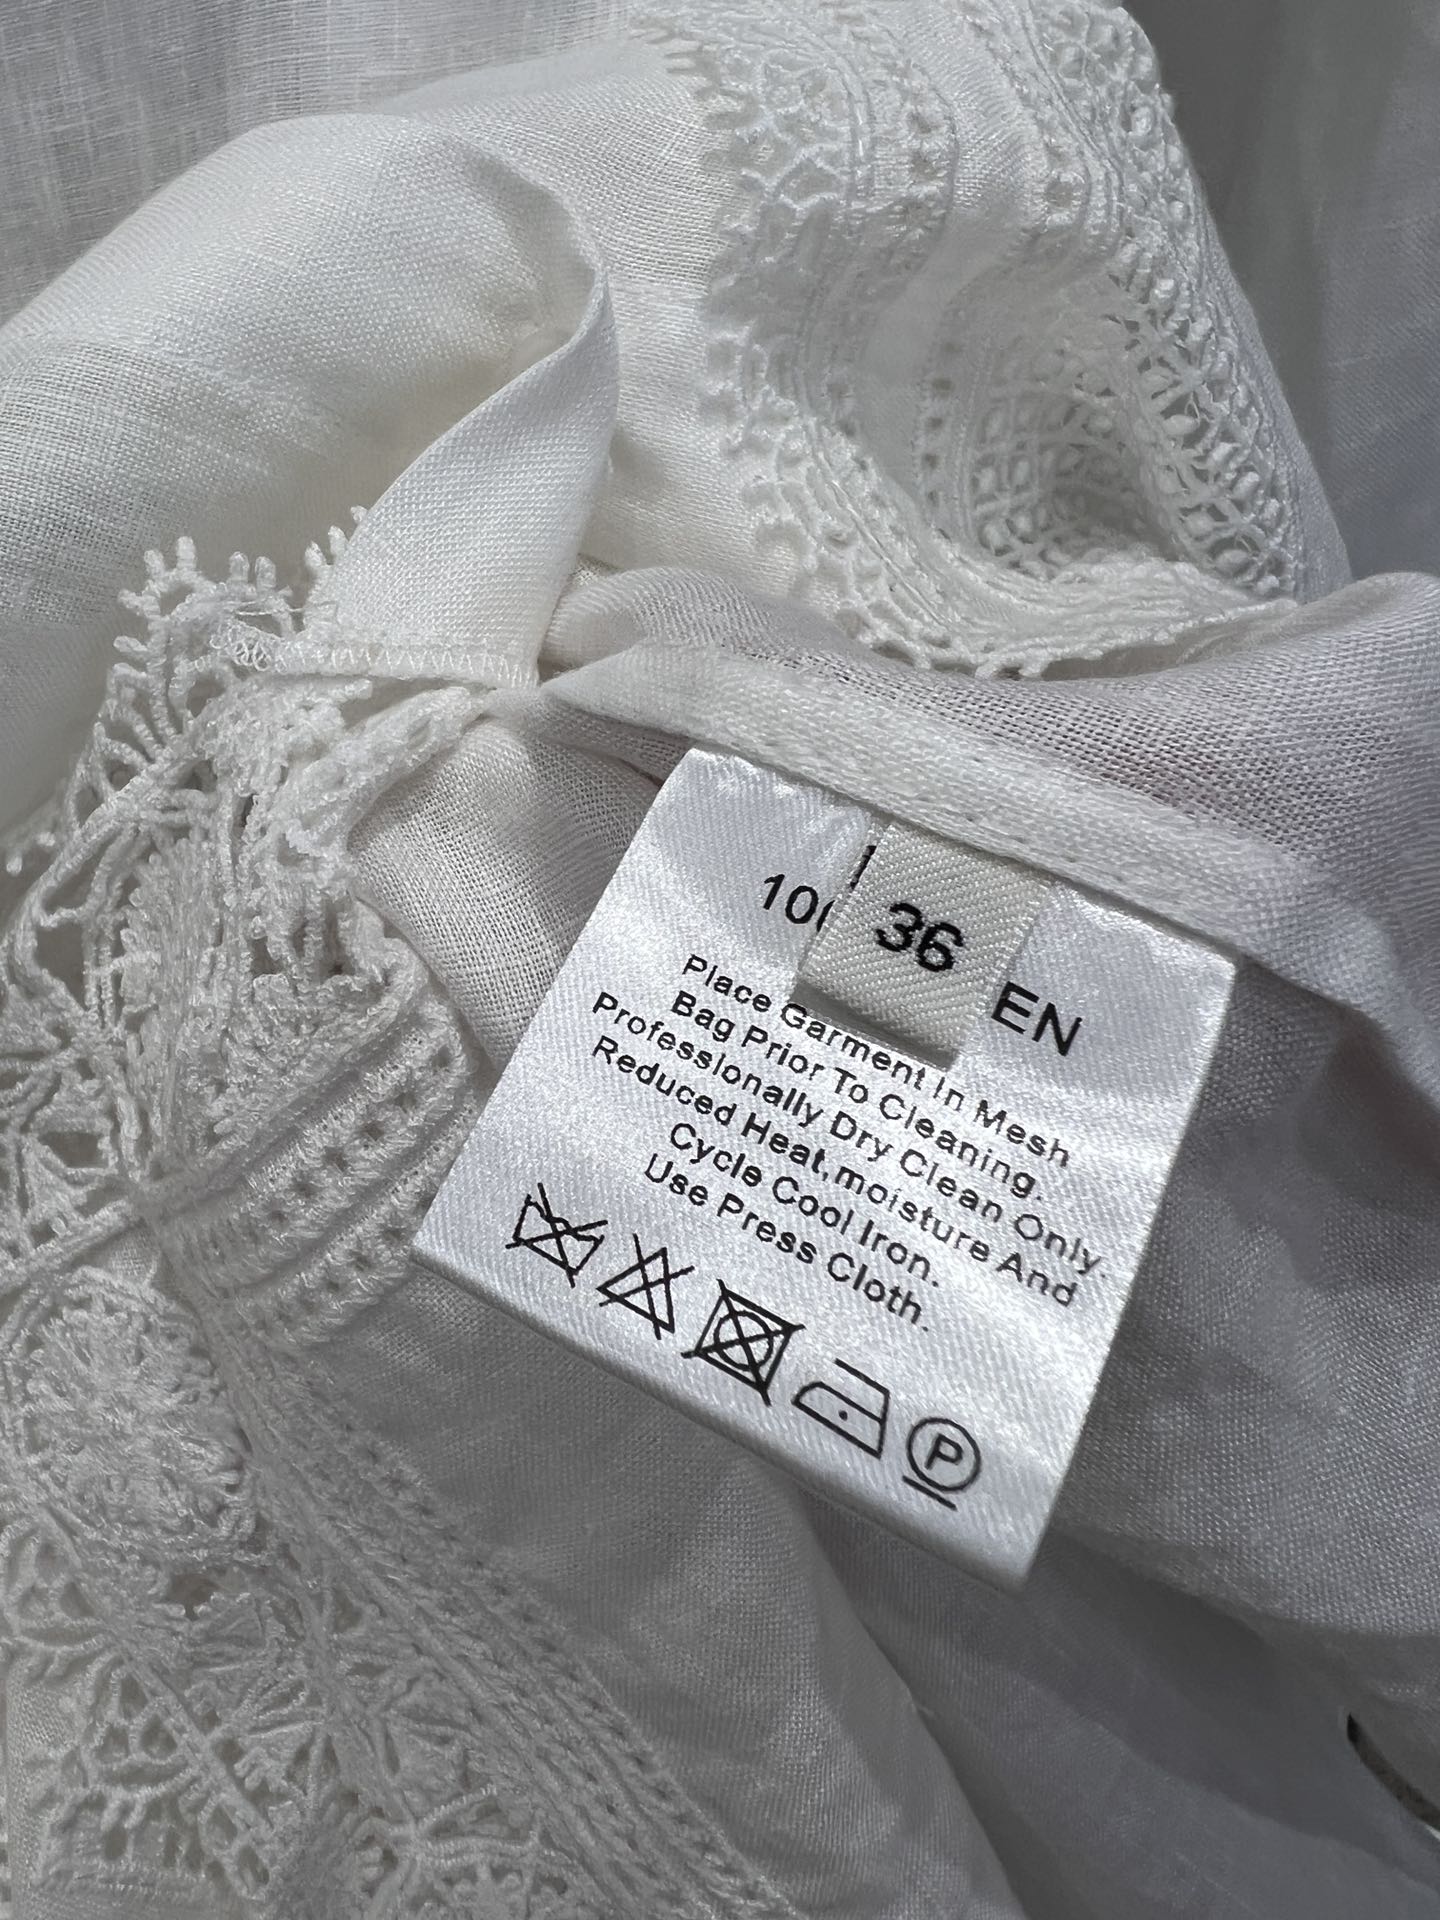 36
EN
Place Garment In Mesh
Bag Prior To Cleaning.
Professionally Dry Clean Only.
Reduced Heat,moisture And
Cycle Cool Iron.
Use Press Cloth.
P